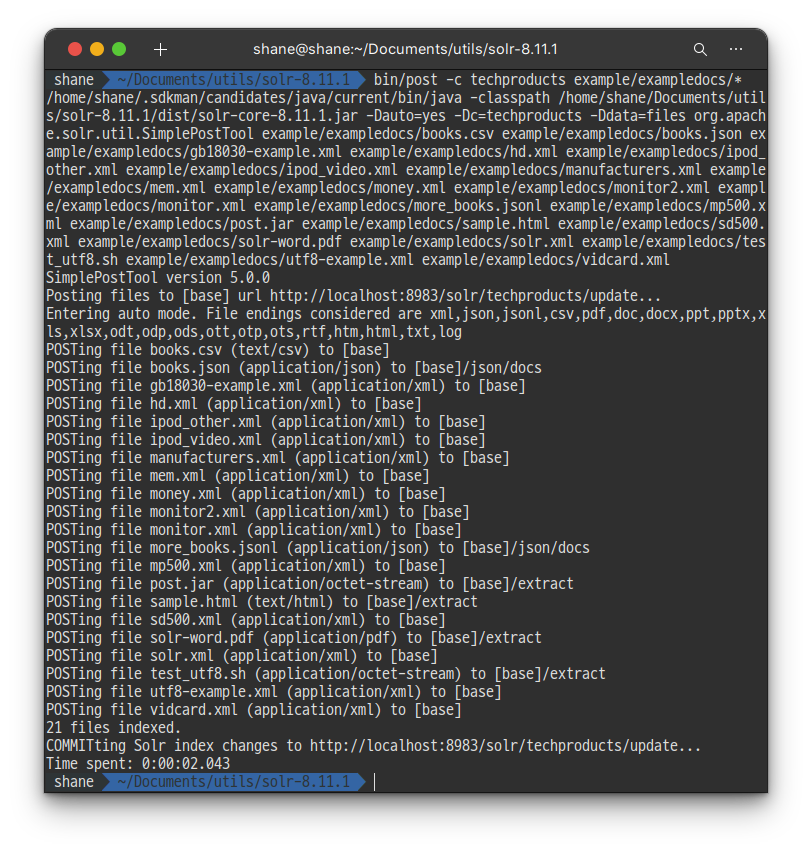 shane@shane:~/Documents/utils/solr-8.11.1
shane ~/Documents/utils/solr-8.11.1 bin/post -c techproducts example/exampledocs/*
/home/shane/.sdkman/candidates/java/current/bin/java -classpath /home/shane/Documents/util
s/solr-8.11.1/dist/solr-core-8.11.1.jar -Dauto=yes -Dc=techproducts -Ddata=files org.apach
e.solr.util.SimplePostTool example/exampledocs/books.csv example/exampledocs/books.json ex
ample/exampledocs/gb18030-example.xml example/exampledocs/hd.xml example/exampledocs/ipod_
other.xml example/exampledocs/ipod_video.xml example/exampledocs/manufacturers.xml example
/exampledocs/mem.xml example/exampledocs/money.xml example/exampledocs/monitor2.xml exampl
e/exampledocs/monitor.xml example/exampledocs/more_books.jsonl example/exampledocs/mp500.x
ml example/exampledocs/post.jar example/exampledocs/sample.html example/exampledocs/sd500.
xml example/exampledocs/solr-word.pdf example/exampledocs/solr.xml example/exampledocs/tes
t_utf8.sh example/exampledocs/utf8-example.xml example/exampledocs/vidcard.xml
SimplePostTool version 5.0.0
Posting files to [base] url http://localhost:8983/solr/techproducts/update...
Entering auto mode. File endings considered are xml,json,jsonl,csv,pdf,doc,docx,ppt,pptx,x
ls,xlsx,odt,odp,ods,ott,otp,ots,rtf,htm,html,txt,log
POSTing file books.csv (text/csv) to [base]
POSTing file books.json (application/json) to [base]/json/docs
POSTing file gb18030-example.xml (application/xml) to [base]
POSTing file hd.xml (application/xml) to [base]
POSTing file ipod_other.xml (application/xml) to [base]
POSTing file ipod_video.xml (application/xml) to [base]
POSTing file manufacturers.xml (application/xml) to [base]
POSTing file mem.xml (application/xml) to [base]
POSTing file money.xml (application/xml) to [base]
POSTing file monitor2.xml (application/xml) to [base]
POSTing file monitor.xml (application/xml) to [base]
POSTing file more_books.jsonl (application/json) to [base]/json/docs
POSTing file mp500.xml (application/xml) to [base]
POSTing file post.jar (application/octet-stream) to [base]/extract
POSTing file sample.html (text/html) to [base]/extract
POSTing file sd500.xml (application/xml) to [base]
POSTing file solr-word.pdf (application/pdf) to [base]/extract
POSTing file solr.xml (application/xml) to [base]
POSTing file test_utf8.sh (application/octet-stream) to [base]/extract
POSTing file utf8-example.xml (application/xml) to [base]
POSTing file vidcard.xml (application/xml) to [base]
21 files indexed.
COMMITting Solr index changes to http://localhost:8983/solr/techproducts/update...
Time spent: 0:00:02.043
shane ~/Documents/utils/solr-8.11.1